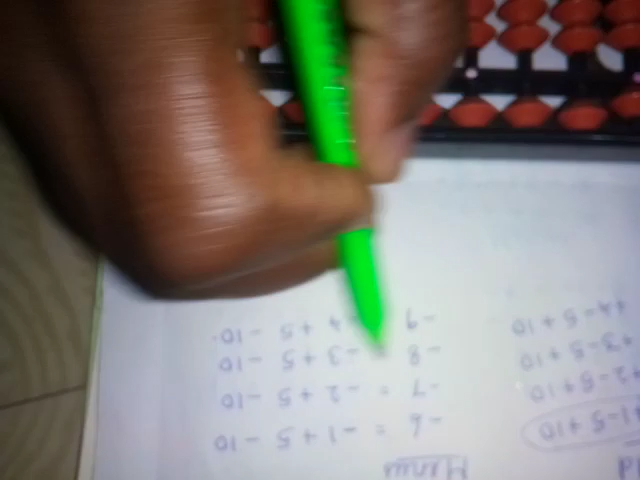 Minus
+1-5+10
+2-5+10
+3-5+10
+4-5+10
-6 = -1+5 -10
-7 = -2+5 -10
-8 -3+5 -10
-9 4+5 -10